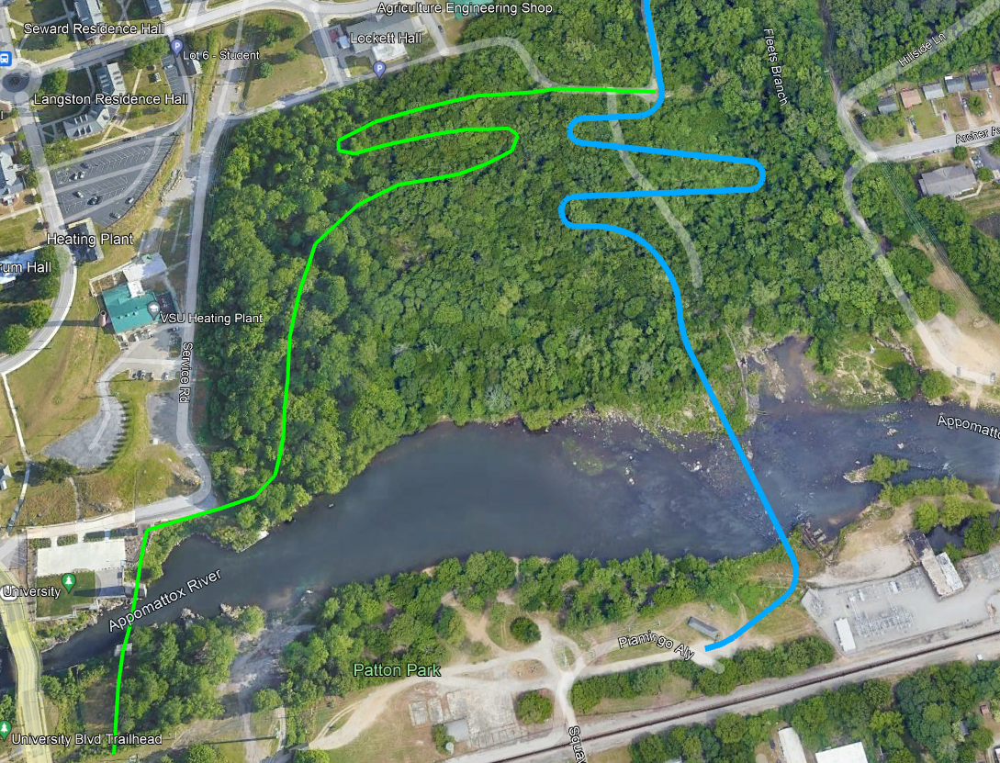 Agriculture Engineering Shop
Seward Residence Hall
Lockett Hall
P
Lot 6 - Student
P
Fleets Branch
Hillside Ln
Langston Residence Hall
Archer A
Heating Plant
rum Hall
VSU Heating Plant
Service Rd
Appomatto
University
Appomattox River
Piamingo Aly
Patton Park
University Blvd Trailhead
Squaw